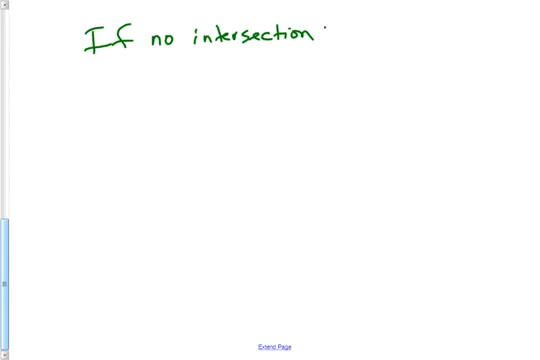 If no intersection
Extend Page